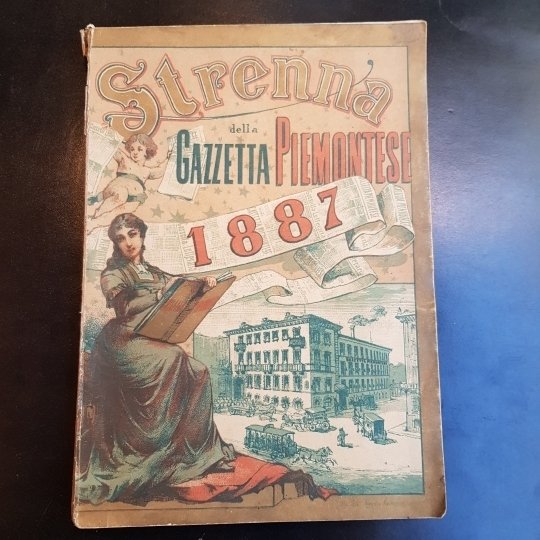 Strenna
della
GAZZETTA PIEMONTESE
1887